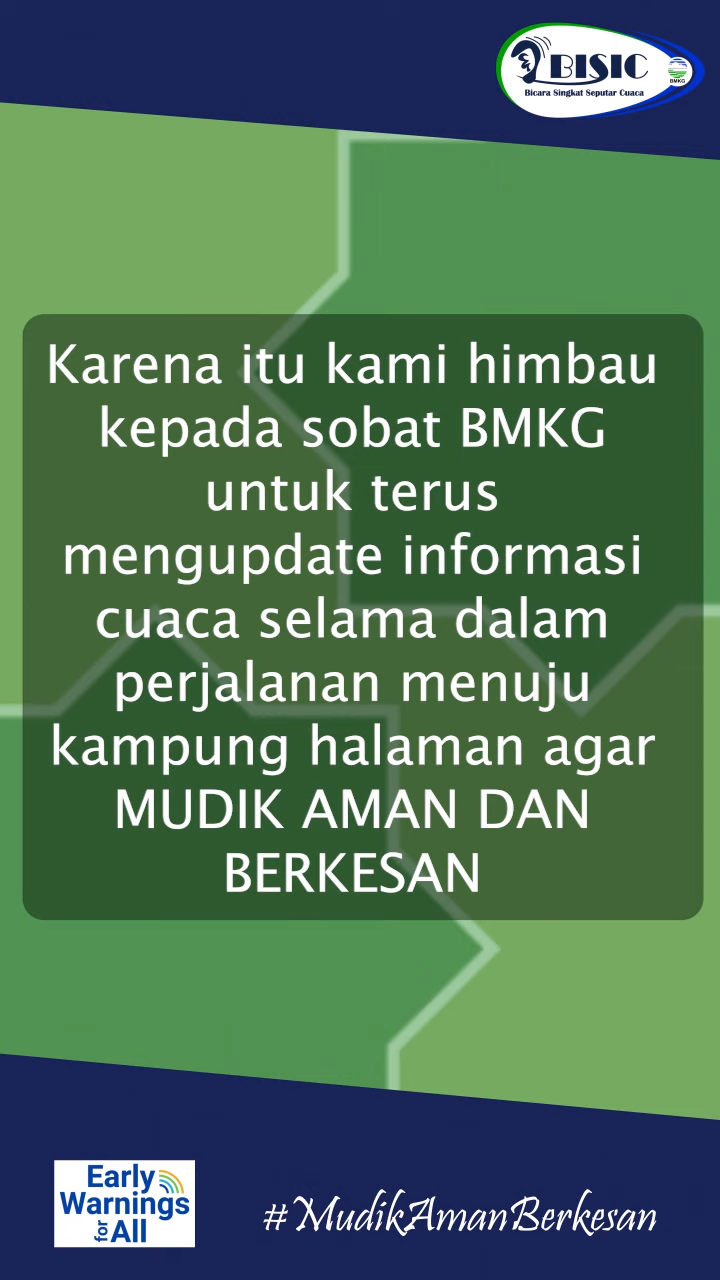 BISIC
Bicara Singkat Seputar Cuaca
BMKG
Karena itu kami himbau
kepada sobat BMKG
untuk terus
mengupdate informasi
cuaca selama dalam
perjalanan menuju
kampung halaman agar
MUDIK AMAN DAN
BERKESAN
Early
Warnings
for All
#MudikAmanBerkesan